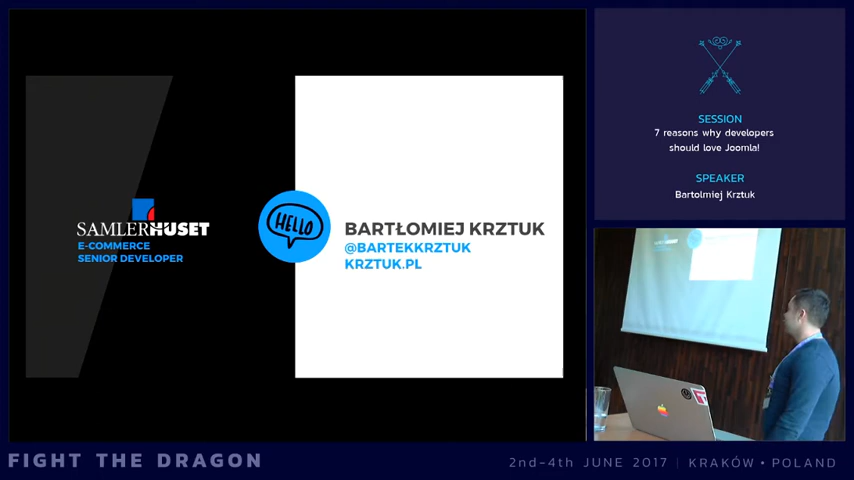 SAMLERHUSET
E-COMMERCE
SENIOR DEVELOPER
HELLO
BARTŁOMIEJ KRZTUK
@BARTEKKRZTUK
KRZTUK.PL
SESSION
7 reasons why developers
should love Joomla!
SPEAKER
Bartolmiej Krztuk
FIGHT THE DRAGON
2nd-4th JUNE 2017 | KRAKÓW • POLAND